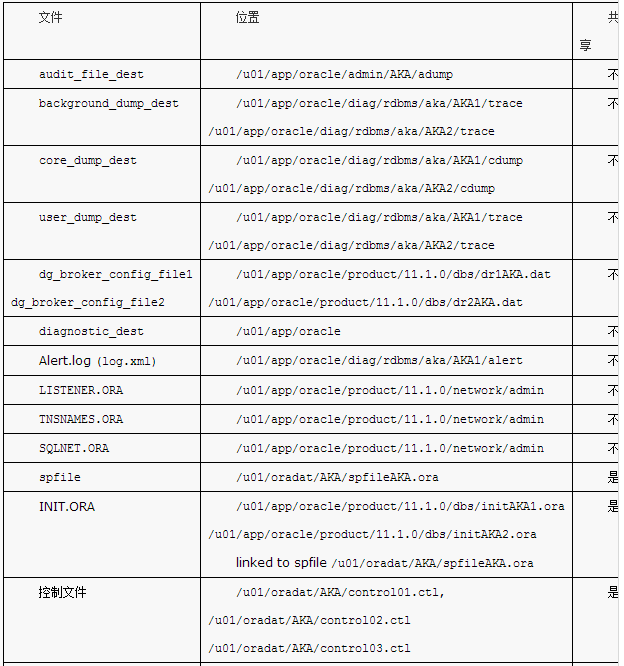 文件 位置 共
享
audit_file_dest /u01/app/oracle/admin/AKA/adump 不
background_dump_dest /u01/app/oracle/diag/rdbms/aka/AKA1/trace 不
/u01/app/oracle/diag/rdbms/aka/AKA2/trace
core_dump_dest /u01/app/oracle/diag/rdbms/aka/AKA1/cdump 不
/u01/app/oracle/diag/rdbms/aka/AKA2/cdump
user_dump_dest /u01/app/oracle/diag/rdbms/aka/AKA1/trace 不
/u01/app/oracle/diag/rdbms/aka/AKA2/trace
dg_broker_config_file1 /u01/app/oracle/product/11.1.0/dbs/dr1AKA.dat 不
dg_broker_config_file2 /u01/app/oracle/product/11.1.0/dbs/dr2AKA.dat
diagnostic_dest /u01/app/oracle 不
Alert.log (log.xml) /u01/app/oracle/diag/rdbms/aka/AKA1/alert 不
LISTENER.ORA /u01/app/oracle/product/11.1.0/network/admin 不
TNSNAMES.ORA /u01/app/oracle/product/11.1.0/network/admin 不
SQLNET.ORA /u01/app/oracle/product/11.1.0/network/admin 不
spfile /u01/oradat/AKA/spfileAKA.ora 是
INIT.ORA /u01/app/oracle/product/11.1.0/dbs/initAKA1.ora 是
/u01/app/oracle/product/11.1.0/dbs/initAKA2.ora
linked to spfile /u01/oradat/AKA/spfileAKA.ora
控制文件 /u01/oradat/AKA/control01.ctl, 是
/u01/oradat/AKA/control02.ctl
/u01/oradat/AKA/control03.ctl